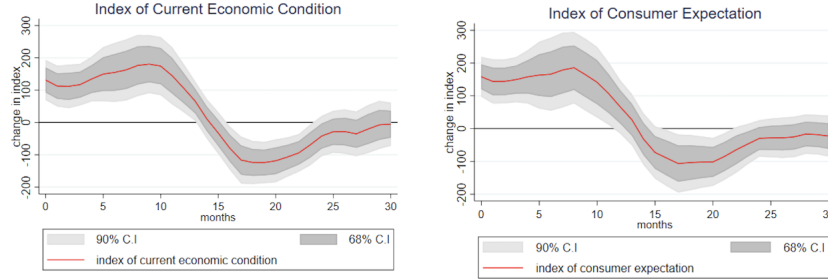 Index of Current Economic Condition
change in index
300
200
100
0
-100
-200
0
5
10
15
20
25
30
months
90% C.I
68% C.I
index of current economic condition
Index of Consumer Expectation
change in index
300
200
100
0
-100
-200
0
5
10
15
20
25
30
months
90% C.I
68% C.I
index of consumer expectation